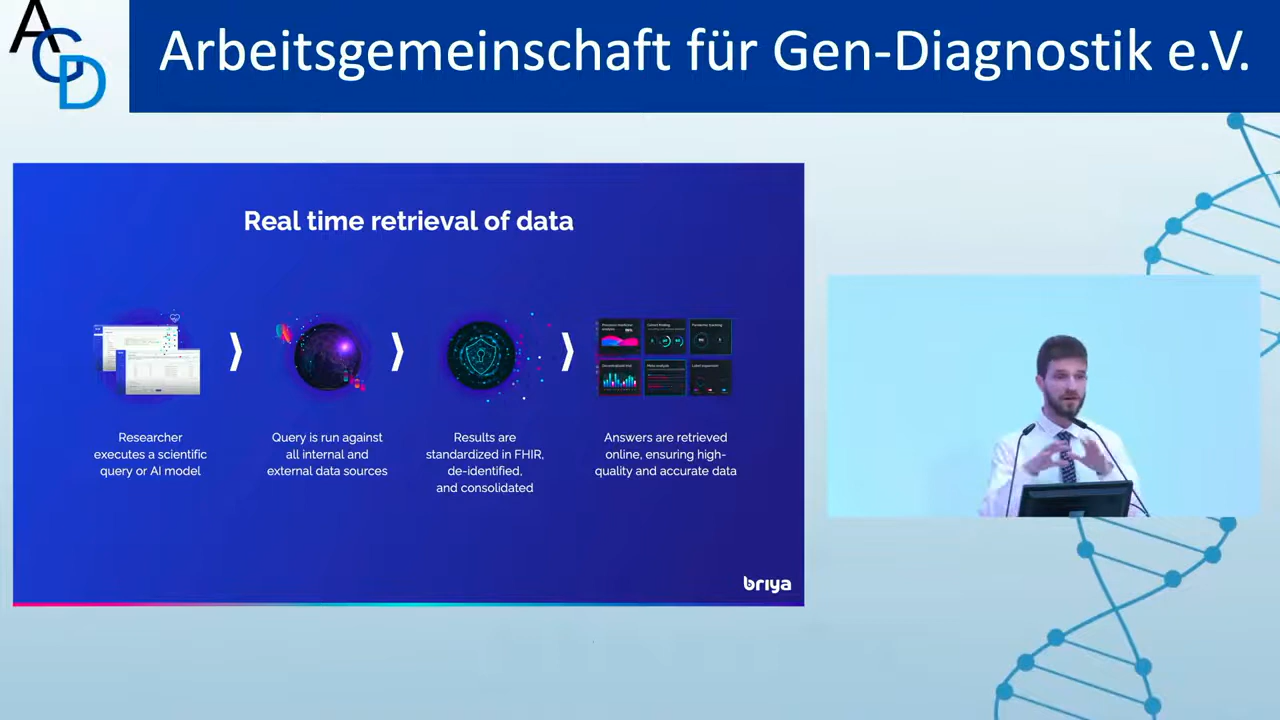 AGD
Arbeitsgemeinschaft für Gen-Diagnostik e.V.
Real time retrieval of data
Researcher
executes a scientific
query or AI model
Query is run against
all internal and
external data sources
Results are
standardized in FHIR,
de-identified,
and consolidated
Answers are retrieved
online, ensuring high-
quality and accurate data
briya